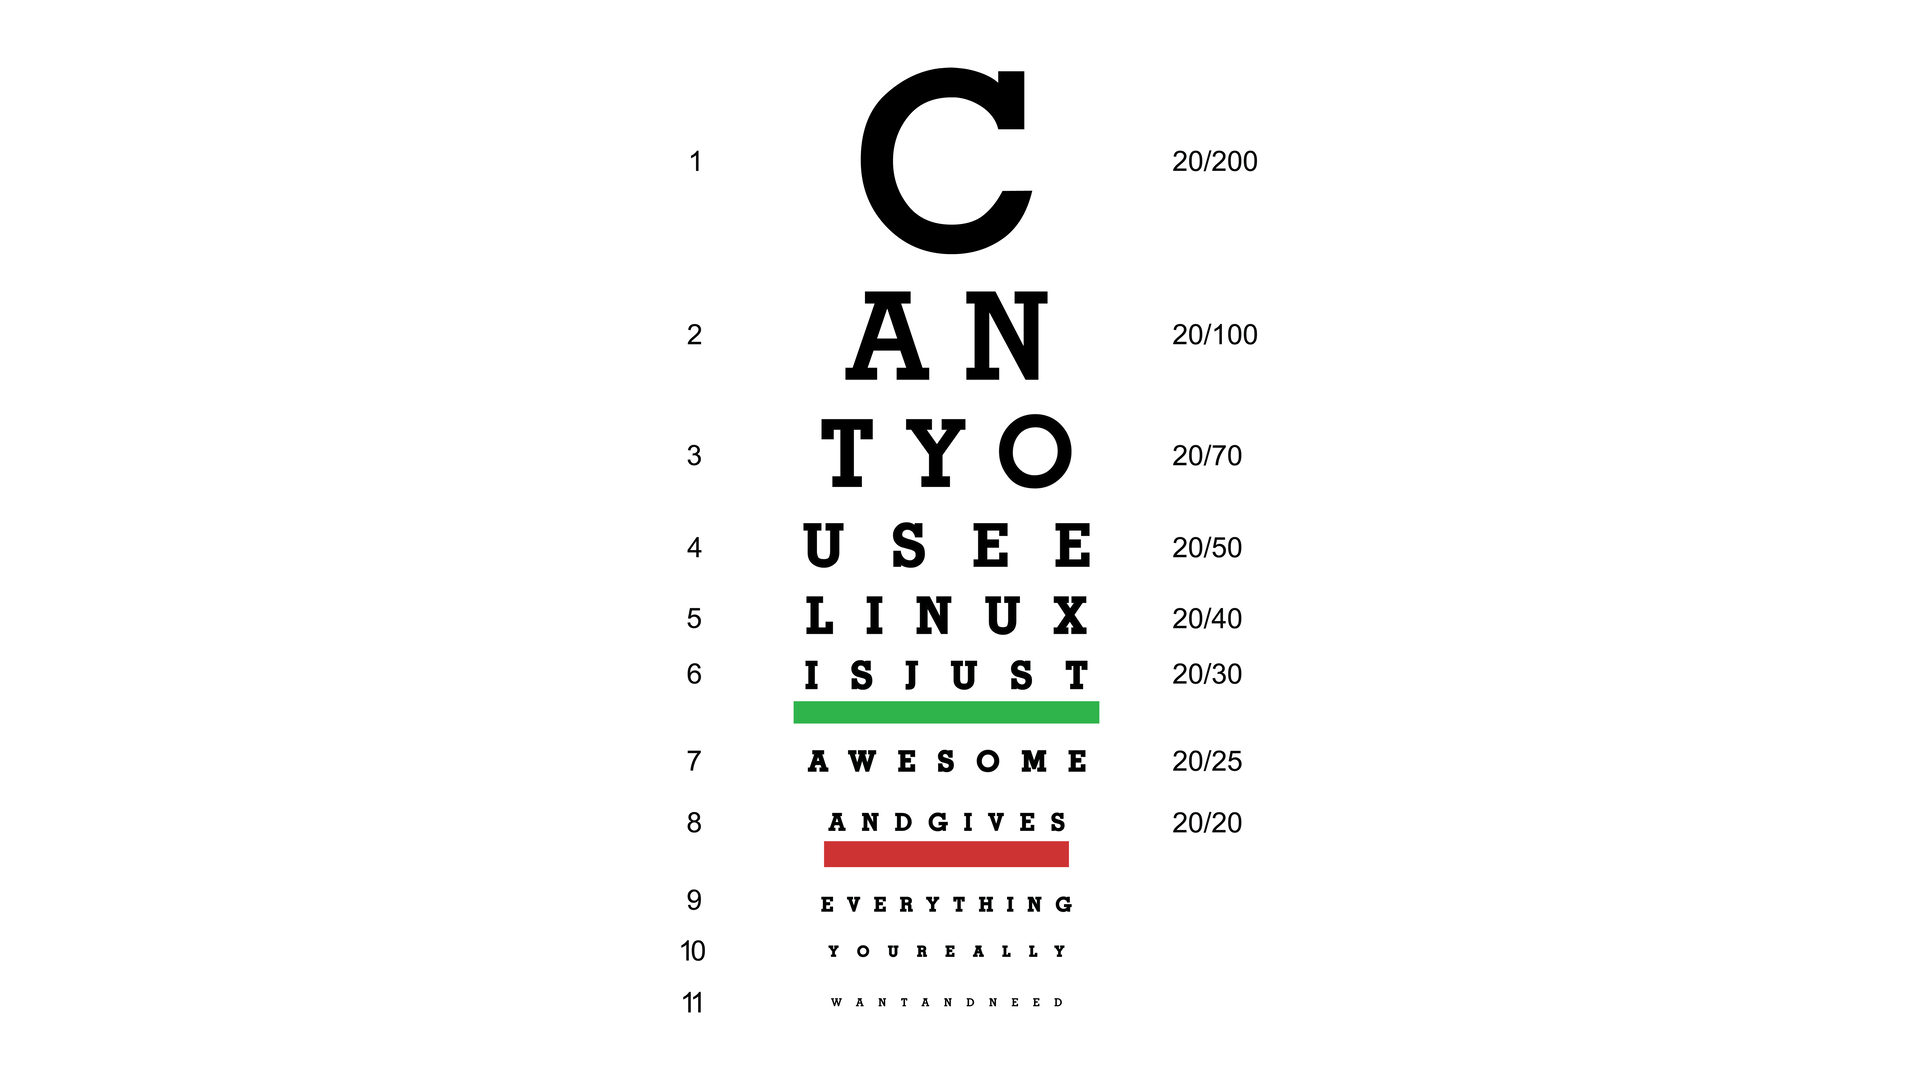 1 C 20/200
2 A N 20/100
3 T Y O 20/70
4 U S E E 20/50
5 L I N U X 20/40
6 I S J U S T 20/30
7 A W E S O M E 20/25
8 A N D G I V E S 20/20
9 E V E R Y T H I N G
10 Y O U R E A L L Y
11 W A N T A N D N E E D